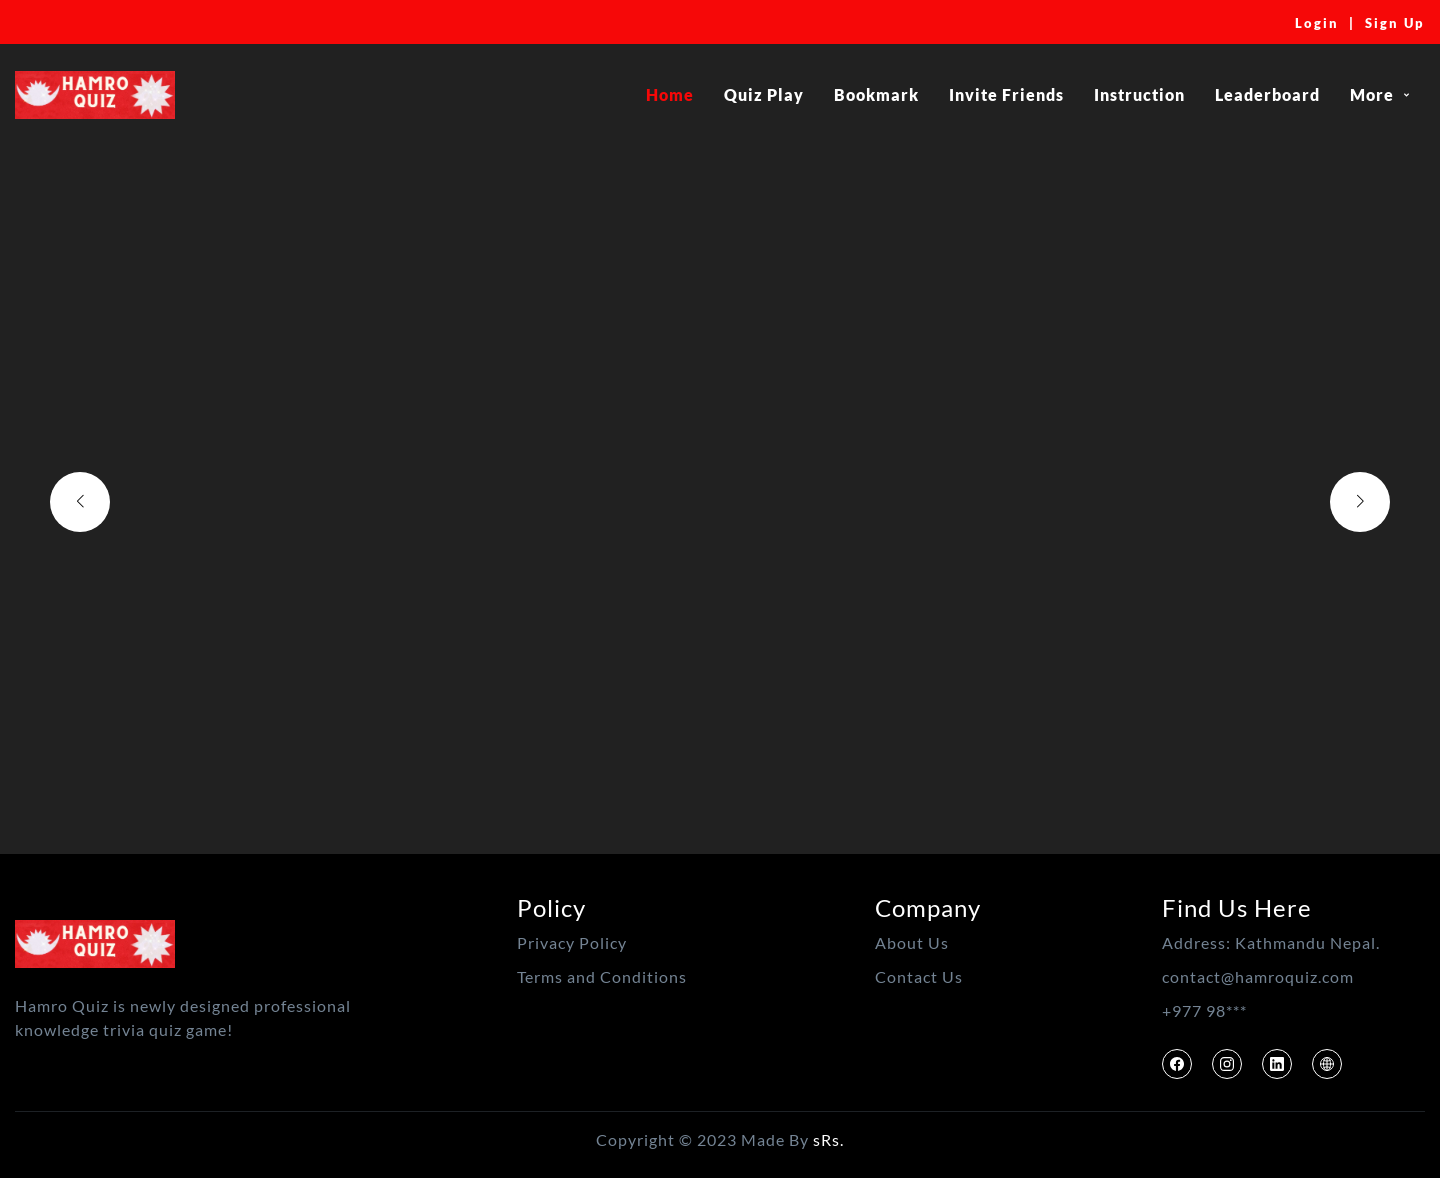 Login | Sign Up
HAMRO
QUIZ
Home Quiz Play Bookmark Invite Friends Instruction Leaderboard More
HAMRO
QUIZ
Hamro Quiz is newly designed professional
knowledge trivia quiz game!
Policy
Privacy Policy
Terms and Conditions
Company
About Us
Contact Us
Find Us Here
Address: Kathmandu Nepal.
contact@hamroquiz.com
+977 98***
Copyright © 2023 Made By sRs.